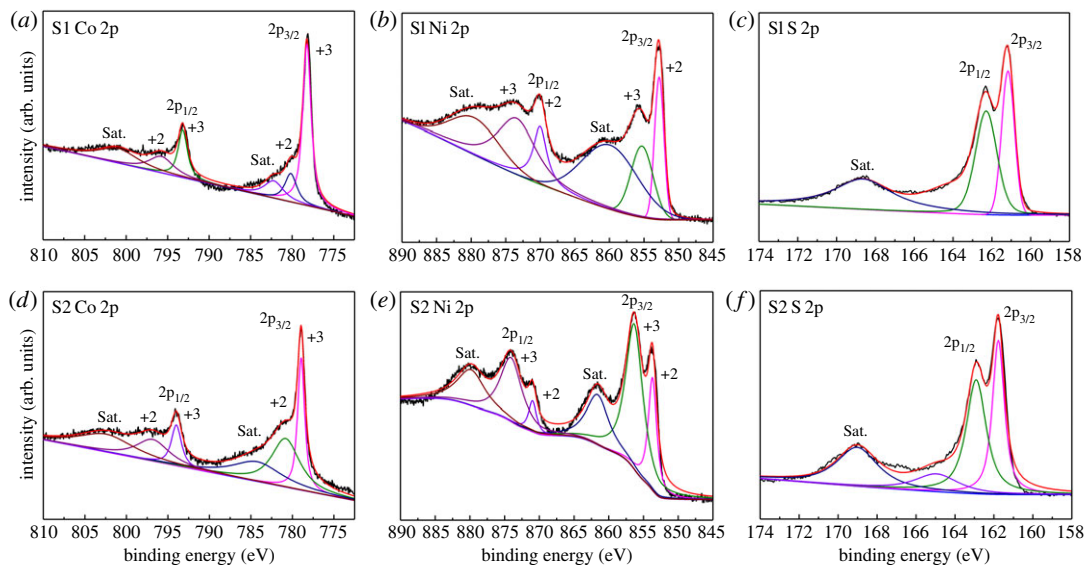 (a)
S1 Co 2p
2p3/2
+3
2p1/2
+3
Sat.
+2
+2
Sat.
intensity (arb. units)
810 805 800 795 790 785 780 775
(b)
S1 Ni 2p
2p3/2
+2
2p1/2
+3
+2
Sat.
+3
Sat.
890 885 880 875 870 865 860 855 850 845
(c)
S1 S 2p
2p3/2
2p1/2
Sat.
174 172 170 168 166 164 162 160 158
(d)
S2 Co 2p
2p3/2
+3
2p1/2
+3
Sat.
+2
+2
Sat.
intensity (arb. units)
810 805 800 795 790 785 780 775
binding energy (eV)
(e)
S2 Ni 2p
2p3/2
+3
2p1/2
+3
Sat.
+2
Sat.
+2
890 885 880 875 870 865 860 855 850 845
binding energy (eV)
(f)
S2 S 2p
2p3/2
2p1/2
Sat.
174 172 170 168 166 164 162 160 158
binding energy (eV)